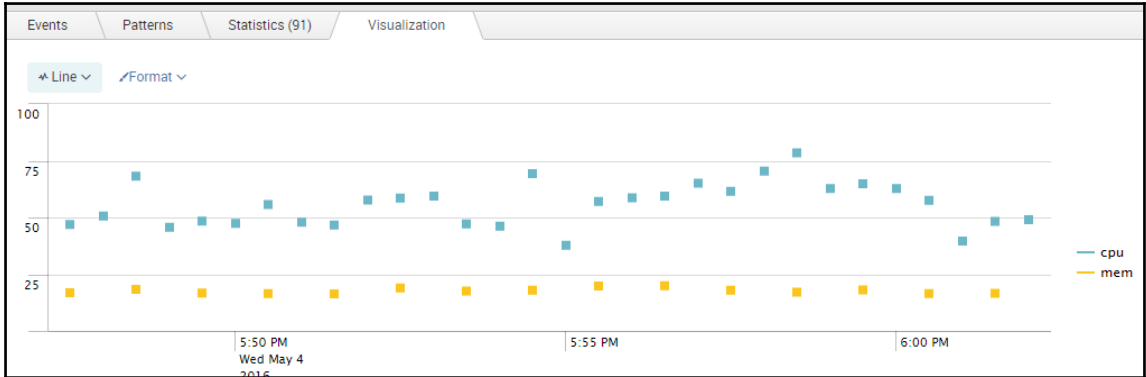 Events Patterns Statistics (91) Visualization
Line Format
100
75
50
25
cpu
mem
5:50 PM 5:55 PM 6:00 PM
Wed May 4
2016